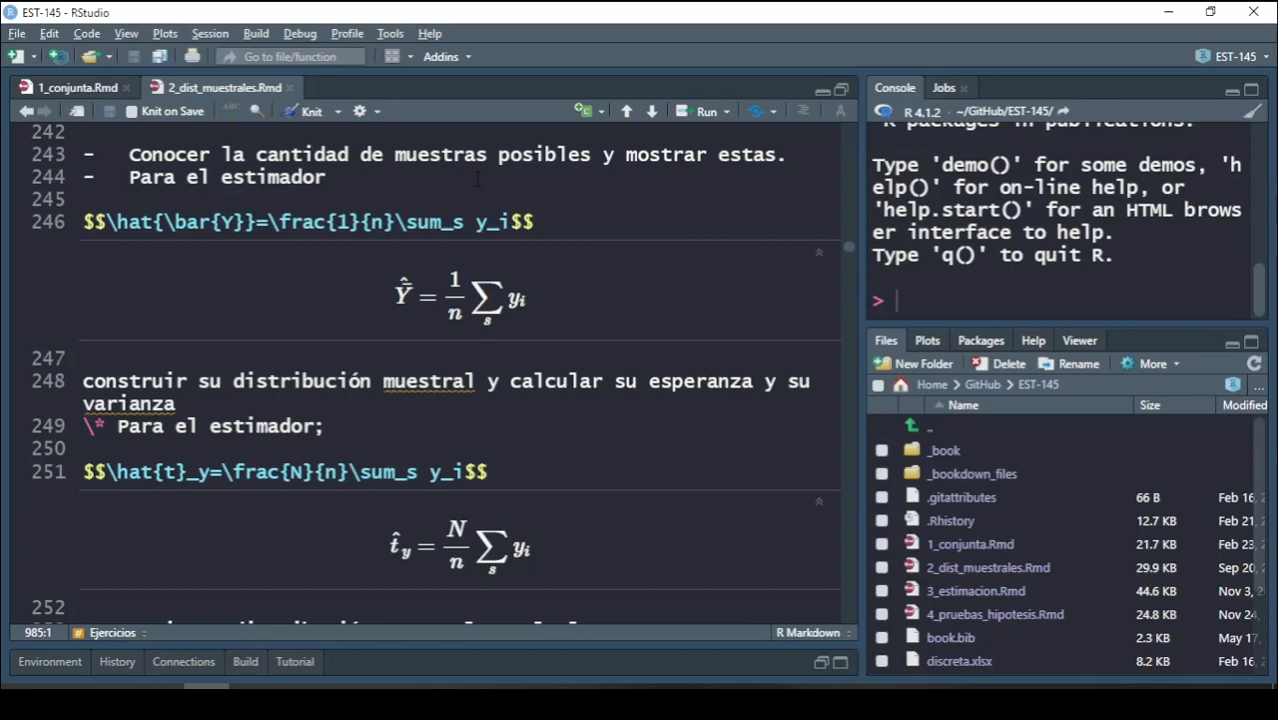 EST-145 - RStudio
File Edit Code View Plots Session Build Debug Profile Tools Help
Go to file/function Addins EST-145
1_conjunta.Rmd 2_dist_muestrales.Rmd
Knit on Save Knit Run
242
243 - Conocer la cantidad de muestras posibles y mostrar estas.
244 - Para el estimador
245
246 $$\hat{\bar{Y}}=\frac{1}{n}\sum_s y_i$$
Ȳ̂ = 1/n ∑s yi
247
248 construir su distribución muestral y calcular su esperanza y su
varianza
249 \* Para el estimador;
250
251 $$\hat{t}_y=\frac{N}{n}\sum_s y_i$$
t̂y = N/n ∑s yi
252
985:1 Ejercicios R Markdown
Environment History Connections Build Tutorial
Console Jobs
R 4.1.2 · ~/GitHub/EST-145/
R packages in publications.
Type 'demo()' for some demos, 'h
elp()' for on-line help, or
'help.start()' for an HTML brows
er interface to help.
Type 'q()' to quit R.
>
Files Plots Packages Help Viewer
New Folder Delete Rename More
Home GitHub EST-145 ...
Name Size Modified
_book
_bookdown_files
.gitattributes 66 B Feb 16,
.Rhistory 12.7 KB Feb 21,
1_conjunta.Rmd 21.7 KB Feb 23,
2_dist_muestrales.Rmd 29.9 KB Sep 20,
3_estimacion.Rmd 44.6 KB Nov 3,
4_pruebas_hipotesis.Rmd 24.8 KB Nov 24,
book.bib 2.3 KB May 17,
discreta.xlsx 8.2 KB Feb 16,